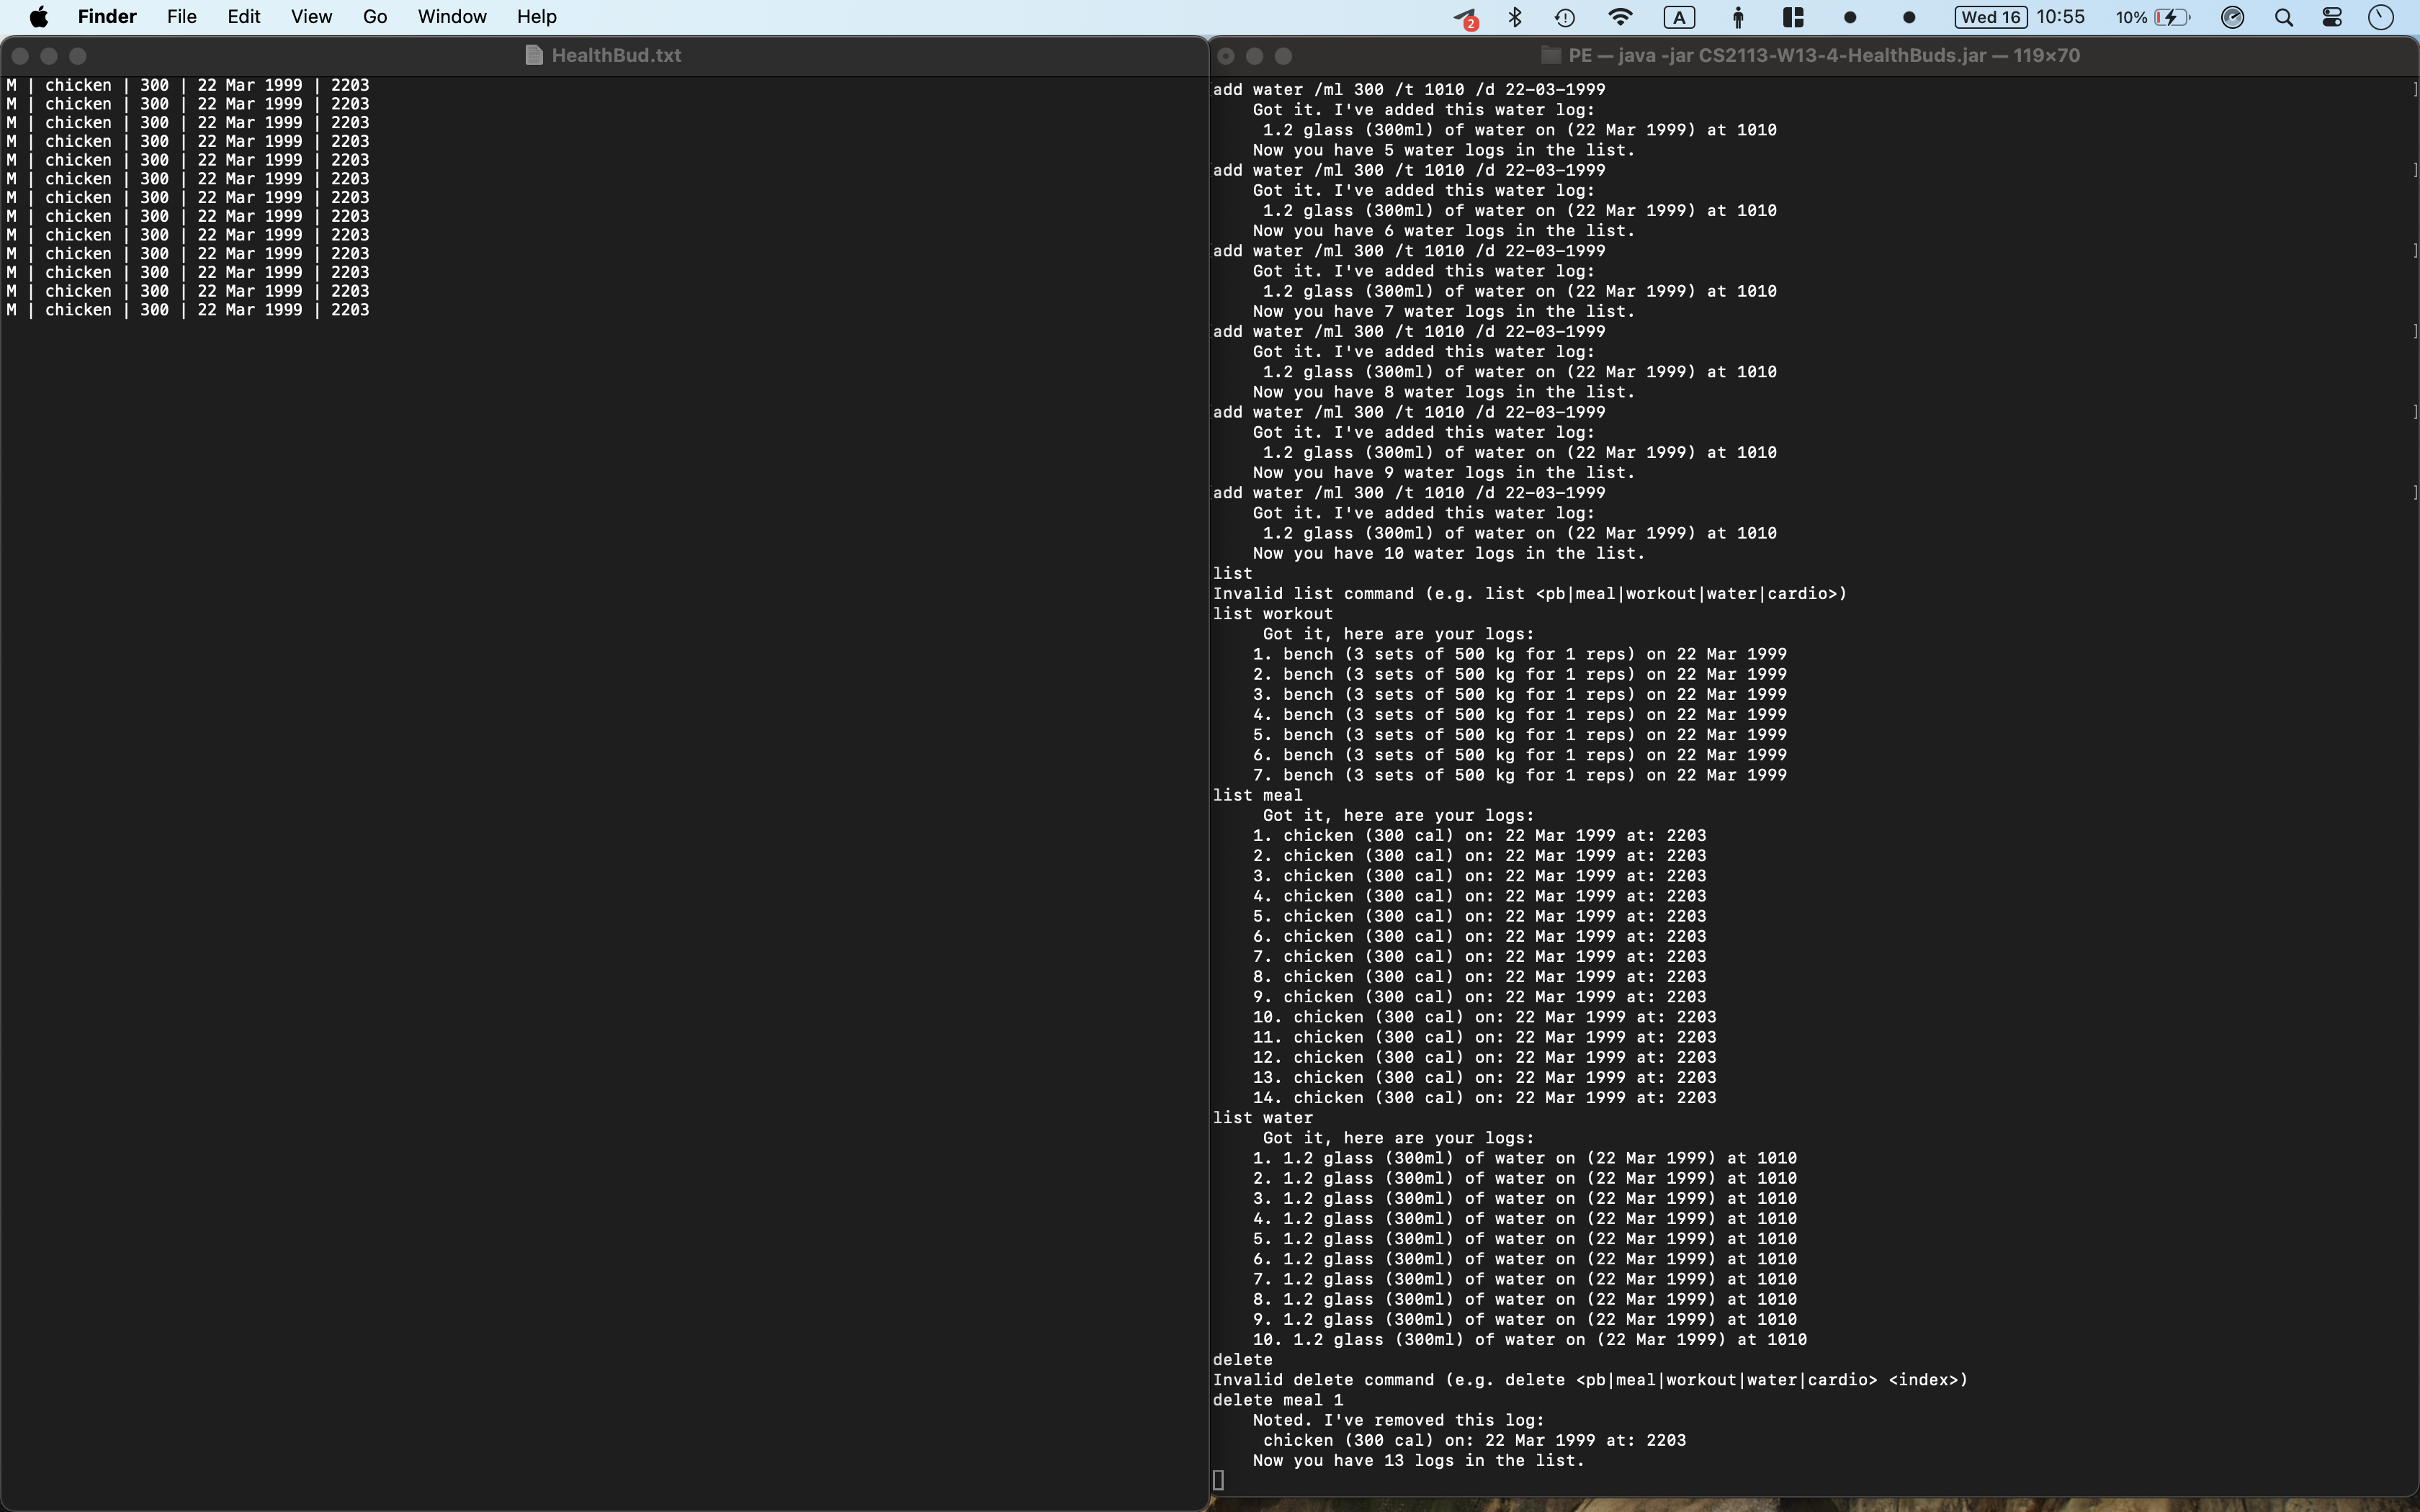 Finder File Edit View Go Window Help
2 A Wed 16 10:55 10%
HealthBud.txt
M | chicken | 300 | 22 Mar 1999 | 2203
M | chicken | 300 | 22 Mar 1999 | 2203
M | chicken | 300 | 22 Mar 1999 | 2203
M | chicken | 300 | 22 Mar 1999 | 2203
M | chicken | 300 | 22 Mar 1999 | 2203
M | chicken | 300 | 22 Mar 1999 | 2203
M | chicken | 300 | 22 Mar 1999 | 2203
M | chicken | 300 | 22 Mar 1999 | 2203
M | chicken | 300 | 22 Mar 1999 | 2203
M | chicken | 300 | 22 Mar 1999 | 2203
M | chicken | 300 | 22 Mar 1999 | 2203
M | chicken | 300 | 22 Mar 1999 | 2203
M | chicken | 300 | 22 Mar 1999 | 2203
PE — java -jar CS2113-W13-4-HealthBuds.jar — 119×70
[add water /ml 300 /t 1010 /d 22-03-1999 ]
Got it. I've added this water log:
1.2 glass (300ml) of water on (22 Mar 1999) at 1010
Now you have 5 water logs in the list.
[add water /ml 300 /t 1010 /d 22-03-1999 ]
Got it. I've added this water log:
1.2 glass (300ml) of water on (22 Mar 1999) at 1010
Now you have 6 water logs in the list.
[add water /ml 300 /t 1010 /d 22-03-1999 ]
Got it. I've added this water log:
1.2 glass (300ml) of water on (22 Mar 1999) at 1010
Now you have 7 water logs in the list.
[add water /ml 300 /t 1010 /d 22-03-1999 ]
Got it. I've added this water log:
1.2 glass (300ml) of water on (22 Mar 1999) at 1010
Now you have 8 water logs in the list.
[add water /ml 300 /t 1010 /d 22-03-1999 ]
Got it. I've added this water log:
1.2 glass (300ml) of water on (22 Mar 1999) at 1010
Now you have 9 water logs in the list.
[add water /ml 300 /t 1010 /d 22-03-1999 ]
Got it. I've added this water log:
1.2 glass (300ml) of water on (22 Mar 1999) at 1010
Now you have 10 water logs in the list.
list
Invalid list command (e.g. list <pb|meal|workout|water|cardio>)
list workout
Got it, here are your logs:
1. bench (3 sets of 500 kg for 1 reps) on 22 Mar 1999
2. bench (3 sets of 500 kg for 1 reps) on 22 Mar 1999
3. bench (3 sets of 500 kg for 1 reps) on 22 Mar 1999
4. bench (3 sets of 500 kg for 1 reps) on 22 Mar 1999
5. bench (3 sets of 500 kg for 1 reps) on 22 Mar 1999
6. bench (3 sets of 500 kg for 1 reps) on 22 Mar 1999
7. bench (3 sets of 500 kg for 1 reps) on 22 Mar 1999
list meal
Got it, here are your logs:
1. chicken (300 cal) on: 22 Mar 1999 at: 2203
2. chicken (300 cal) on: 22 Mar 1999 at: 2203
3. chicken (300 cal) on: 22 Mar 1999 at: 2203
4. chicken (300 cal) on: 22 Mar 1999 at: 2203
5. chicken (300 cal) on: 22 Mar 1999 at: 2203
6. chicken (300 cal) on: 22 Mar 1999 at: 2203
7. chicken (300 cal) on: 22 Mar 1999 at: 2203
8. chicken (300 cal) on: 22 Mar 1999 at: 2203
9. chicken (300 cal) on: 22 Mar 1999 at: 2203
10. chicken (300 cal) on: 22 Mar 1999 at: 2203
11. chicken (300 cal) on: 22 Mar 1999 at: 2203
12. chicken (300 cal) on: 22 Mar 1999 at: 2203
13. chicken (300 cal) on: 22 Mar 1999 at: 2203
14. chicken (300 cal) on: 22 Mar 1999 at: 2203
list water
Got it, here are your logs:
1. 1.2 glass (300ml) of water on (22 Mar 1999) at 1010
2. 1.2 glass (300ml) of water on (22 Mar 1999) at 1010
3. 1.2 glass (300ml) of water on (22 Mar 1999) at 1010
4. 1.2 glass (300ml) of water on (22 Mar 1999) at 1010
5. 1.2 glass (300ml) of water on (22 Mar 1999) at 1010
6. 1.2 glass (300ml) of water on (22 Mar 1999) at 1010
7. 1.2 glass (300ml) of water on (22 Mar 1999) at 1010
8. 1.2 glass (300ml) of water on (22 Mar 1999) at 1010
9. 1.2 glass (300ml) of water on (22 Mar 1999) at 1010
10. 1.2 glass (300ml) of water on (22 Mar 1999) at 1010
delete
Invalid delete command (e.g. delete <pb|meal|workout|water|cardio> <index>)
delete meal 1
Noted. I've removed this log:
chicken (300 cal) on: 22 Mar 1999 at: 2203
Now you have 13 logs in the list.